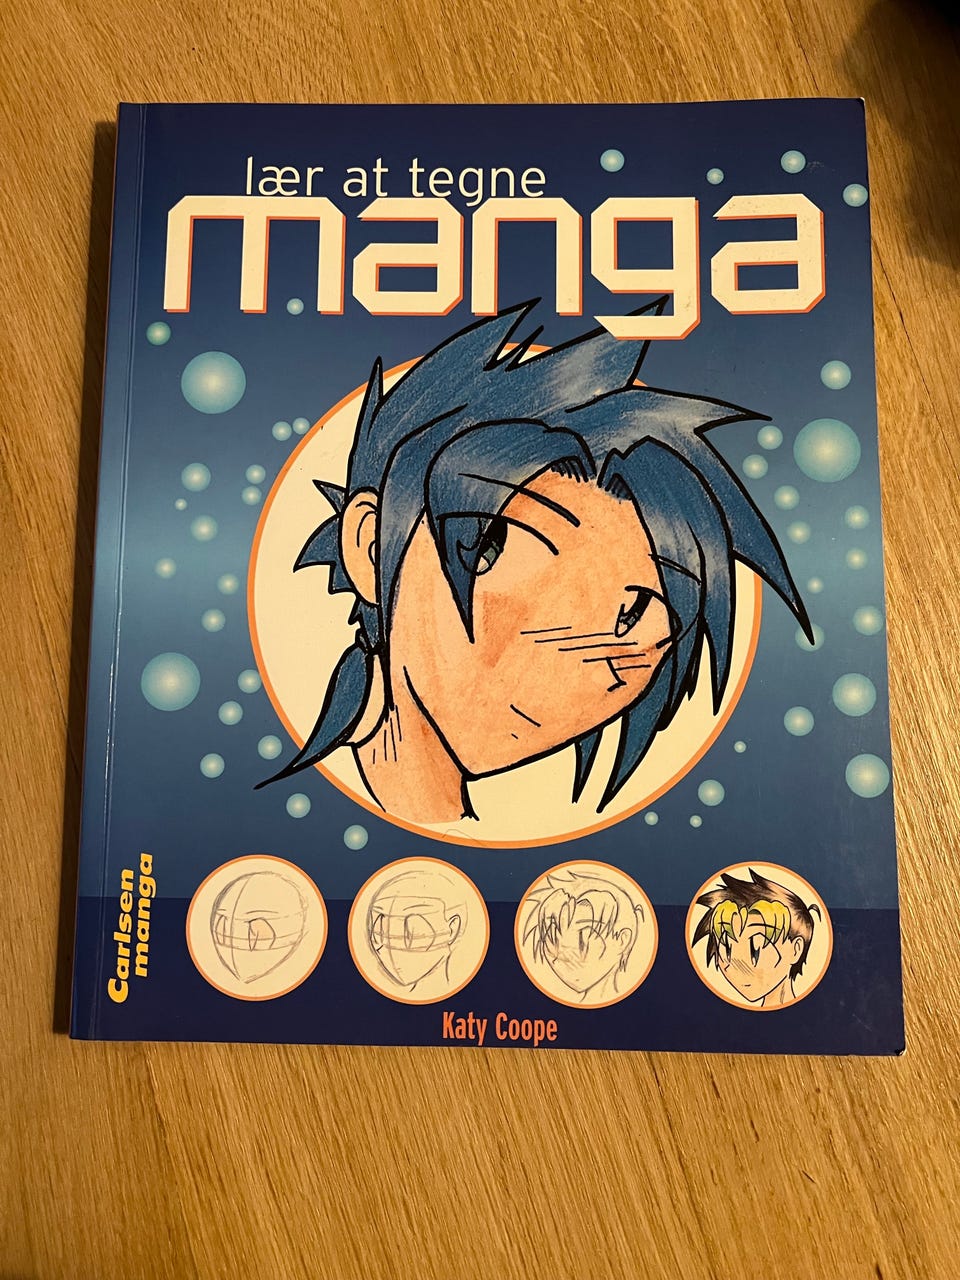 lær at tegne
manga
Carlsen
manga
Katy Coope